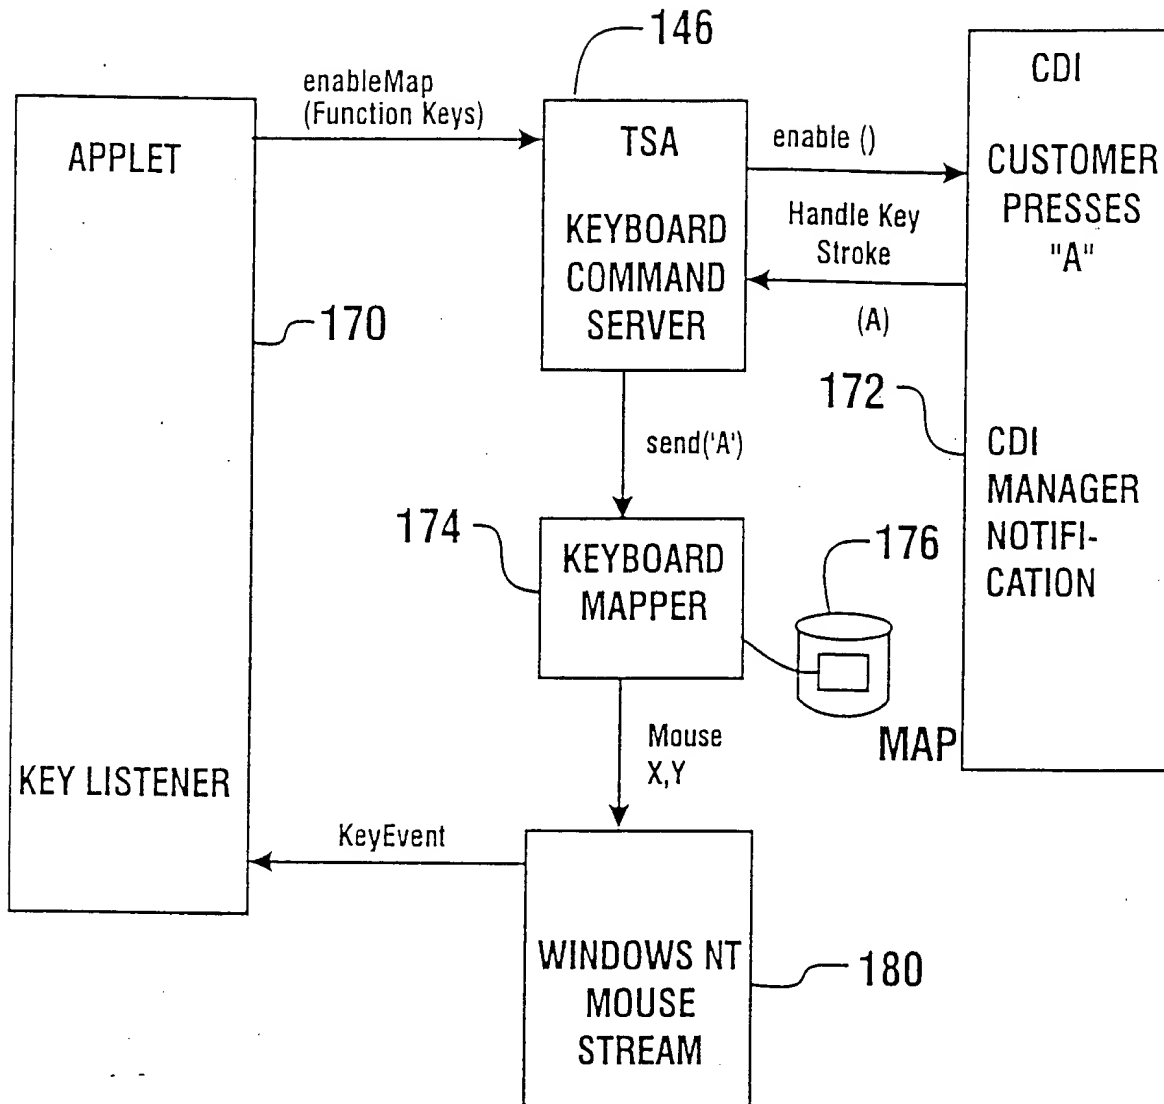 146
enableMap
(Function Keys)
APPLET
170
KEY LISTENER
TSA
KEYBOARD
COMMAND
SERVER
enable ()
Handle Key
Stroke
(A)
CDI
CUSTOMER
PRESSES
"A"
172
CDI
MANAGER
NOTIFI-
CATION
send('A')
174
KEYBOARD
MAPPER
176
MAP
Mouse
X,Y
KeyEvent
WINDOWS NT
MOUSE
STREAM
180